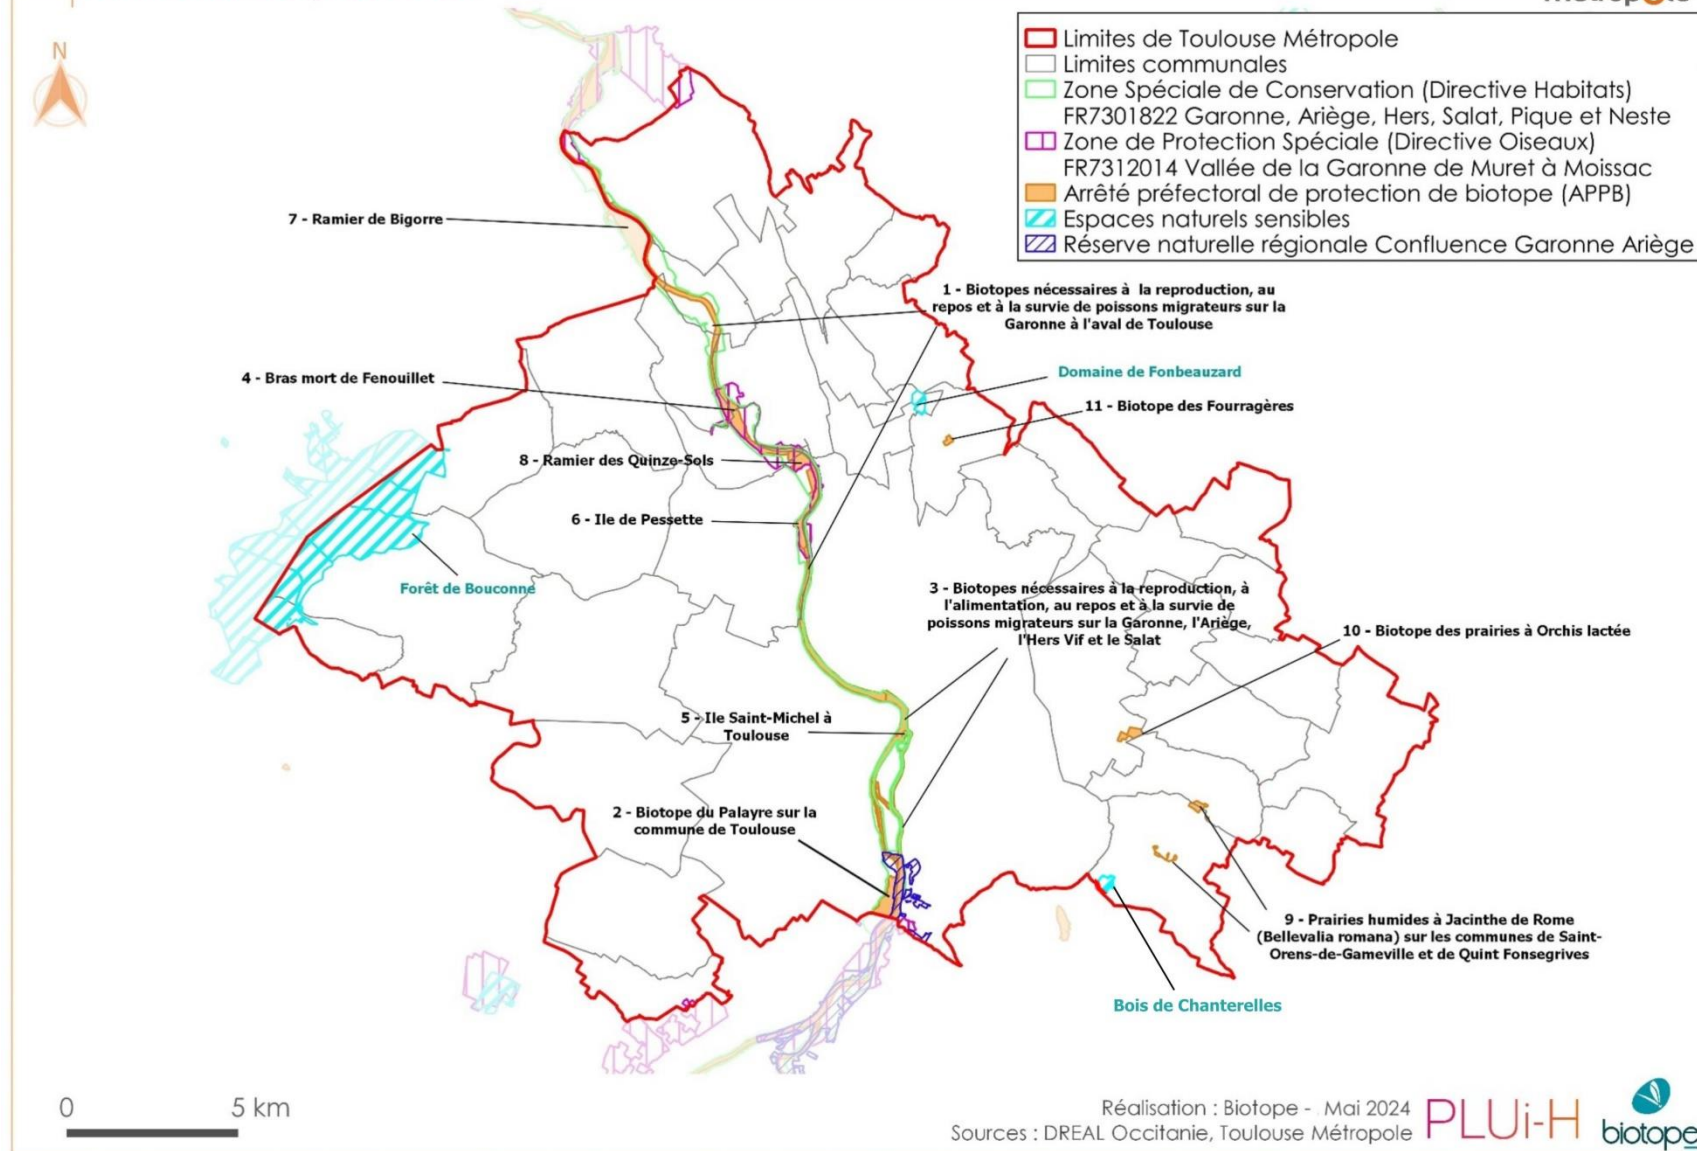 N
Limites de Toulouse Métropole
Limites communales
Zone Spéciale de Conservation (Directive Habitats)
FR7301822 Garonne, Ariège, Hers, Salat, Pique et Neste
Zone de Protection Spéciale (Directive Oiseaux)
FR7312014 Vallée de la Garonne de Muret à Moissac
Arrêté préfectoral de protection de biotope (APPB)
Espaces naturels sensibles
Réserve naturelle régionale Confluence Garonne Ariège
7 - Ramier de Bigorre
1 - Biotopes nécessaires à la reproduction, au
repos et à la survie de poissons migrateurs sur la
Garonne à l'aval de Toulouse
4 - Bras mort de Fenouillet
Domaine de Fonbeauzard
11 - Biotope des Fourragères
8 - Ramier des Quinze-Sols
6 - Ile de Pessette
Forêt de Bouconne
3 - Biotopes nécessaires à la reproduction, à
l'alimentation, au repos et à la survie de
poissons migrateurs sur la Garonne, l'Ariège,
l'Hers Vif et le Salat
10 - Biotope des prairies à Orchis lactée
5 - Ile Saint-Michel à
Toulouse
2 - Biotope du Palayre sur la
commune de Toulouse
9 - Prairies humides à Jacinthe de Rome
(Bellevalia romana) sur les communes de Saint-
Orens-de-Gameville et de Quint Fonsegrives
Bois de Chanterelles
0 5 km
Réalisation : Biotope - Mai 2024
Sources : DREAL Occitanie, Toulouse Métropole
PLUi-H
biotope